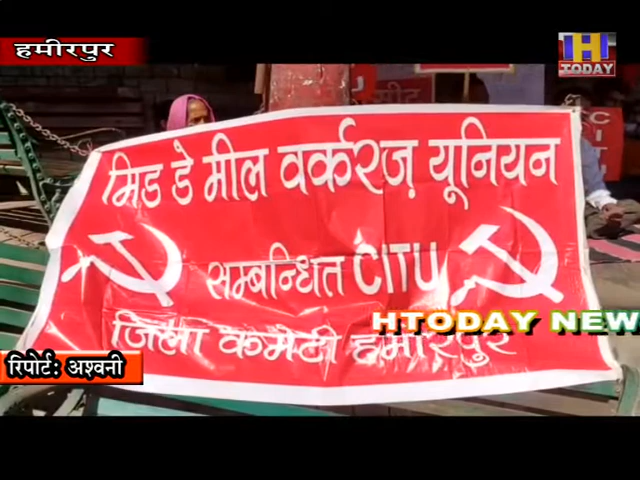 हमीरपुर
H
TODAY
मिड डे मील वर्करज़ यूनियन
सम्बन्धित CITU
जिला कमेटी हमीरपुर
HTODAY NEW
रिपोर्ट: अश्वनी